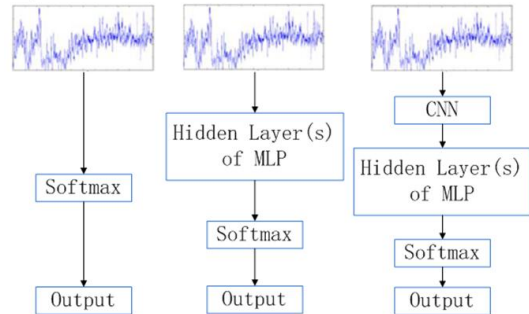 Softmax
Output
Hidden Layer(s)
of MLP
Softmax
Output
CNN
Hidden Layer(s)
of MLP
Softmax
Output